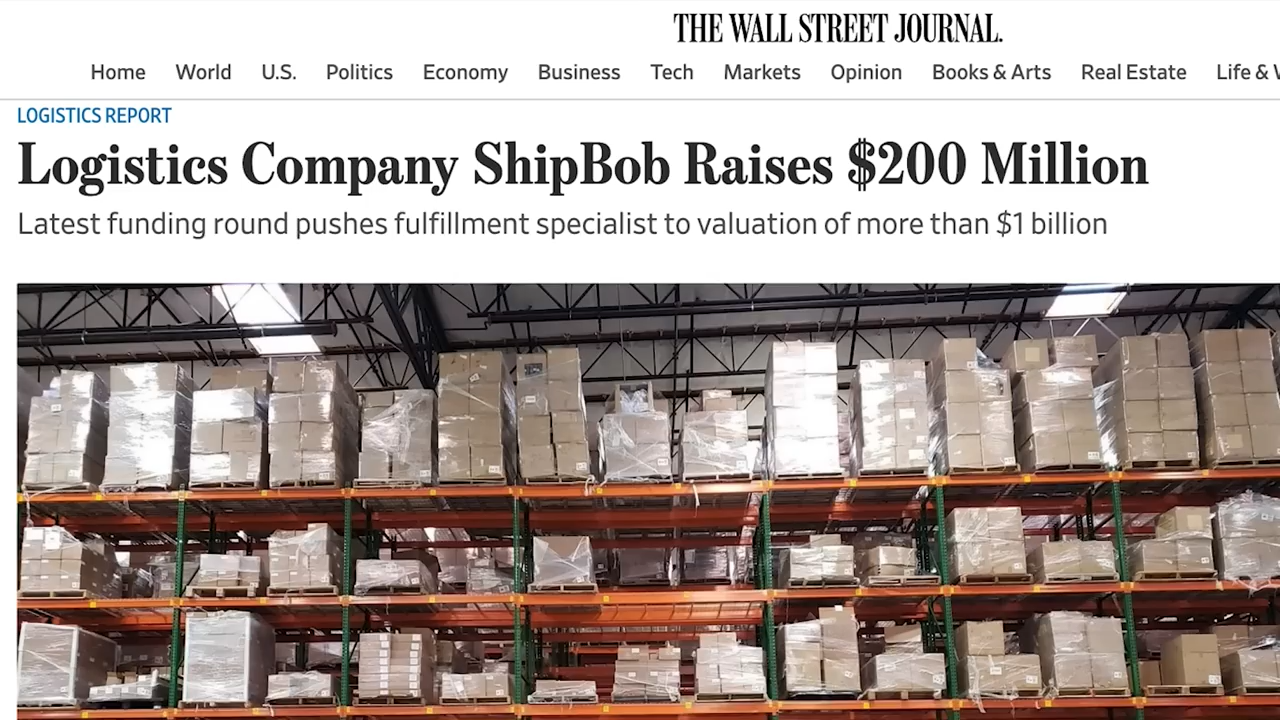 THE WALL STREET JOURNAL.
Home World U.S. Politics Economy Business Tech Markets Opinion Books & Arts Real Estate Life &
LOGISTICS REPORT
Logistics Company ShipBob Raises $200 Million
Latest funding round pushes fulfillment specialist to valuation of more than $1 billion